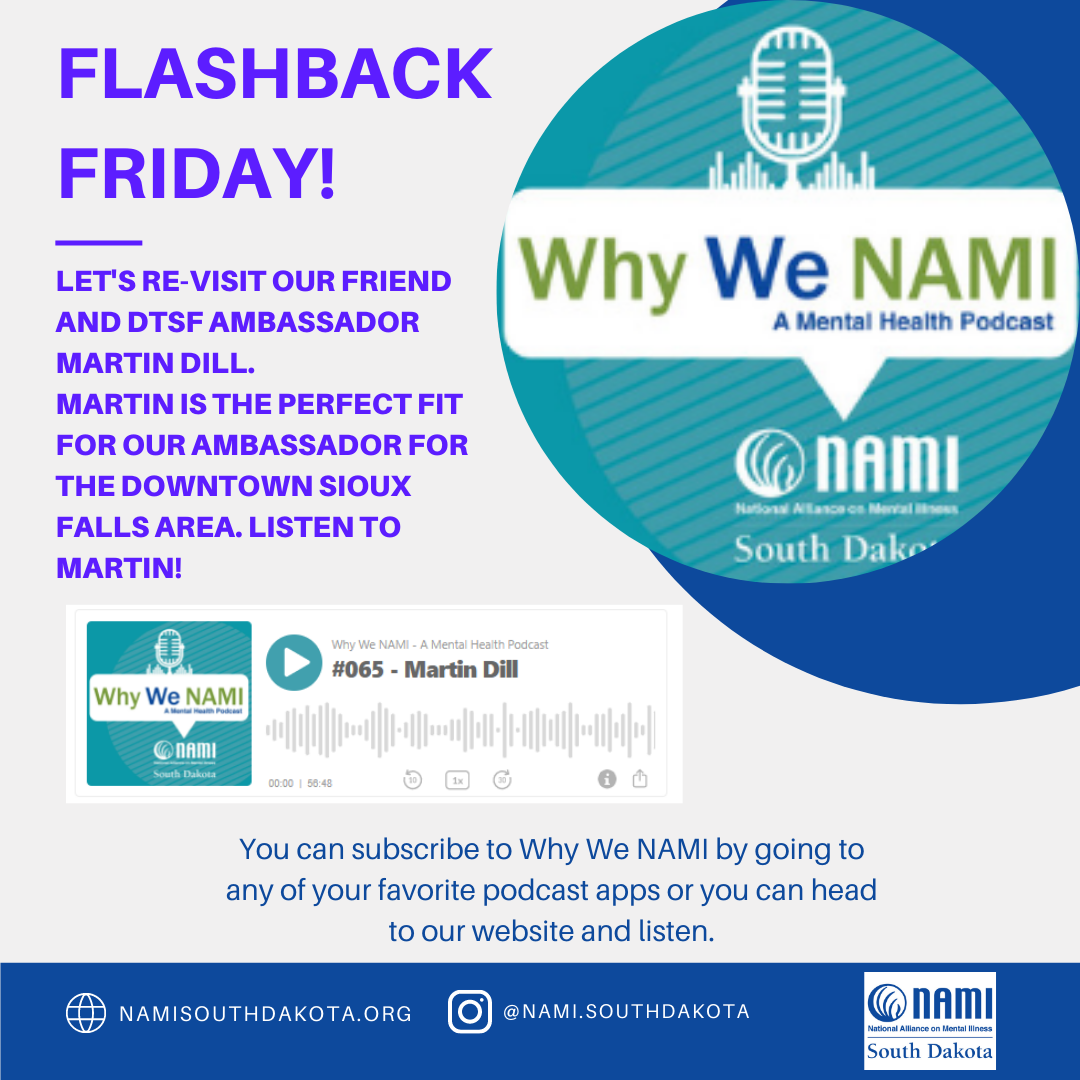 FLASHBACK
FRIDAY!
LET'S RE-VISIT OUR FRIEND
AND DTSF AMBASSADOR
MARTIN DILL.
MARTIN IS THE PERFECT FIT
FOR OUR AMBASSADOR FOR
THE DOWNTOWN SIOUX
FALLS AREA. LISTEN TO
MARTIN!
Why We NAMI
A Mental Health Podcast
NAMI
National Alliance on Mental Illness
South Dako
Why We NAMI
A Mental Health Podcast
NAMI
South Dakota
Why We NAMI - A Mental Health Podcast
#065 - Martin Dill
00:00 | 56:48
10
1x
30
You can subscribe to Why We NAMI by going to
any of your favorite podcast apps or you can head
to our website and listen.
NAMISOUTHDAKOTA.ORG
@NAMI.SOUTHDAKOTA
NAMI
National Alliance on Mental Illness
South Dakota